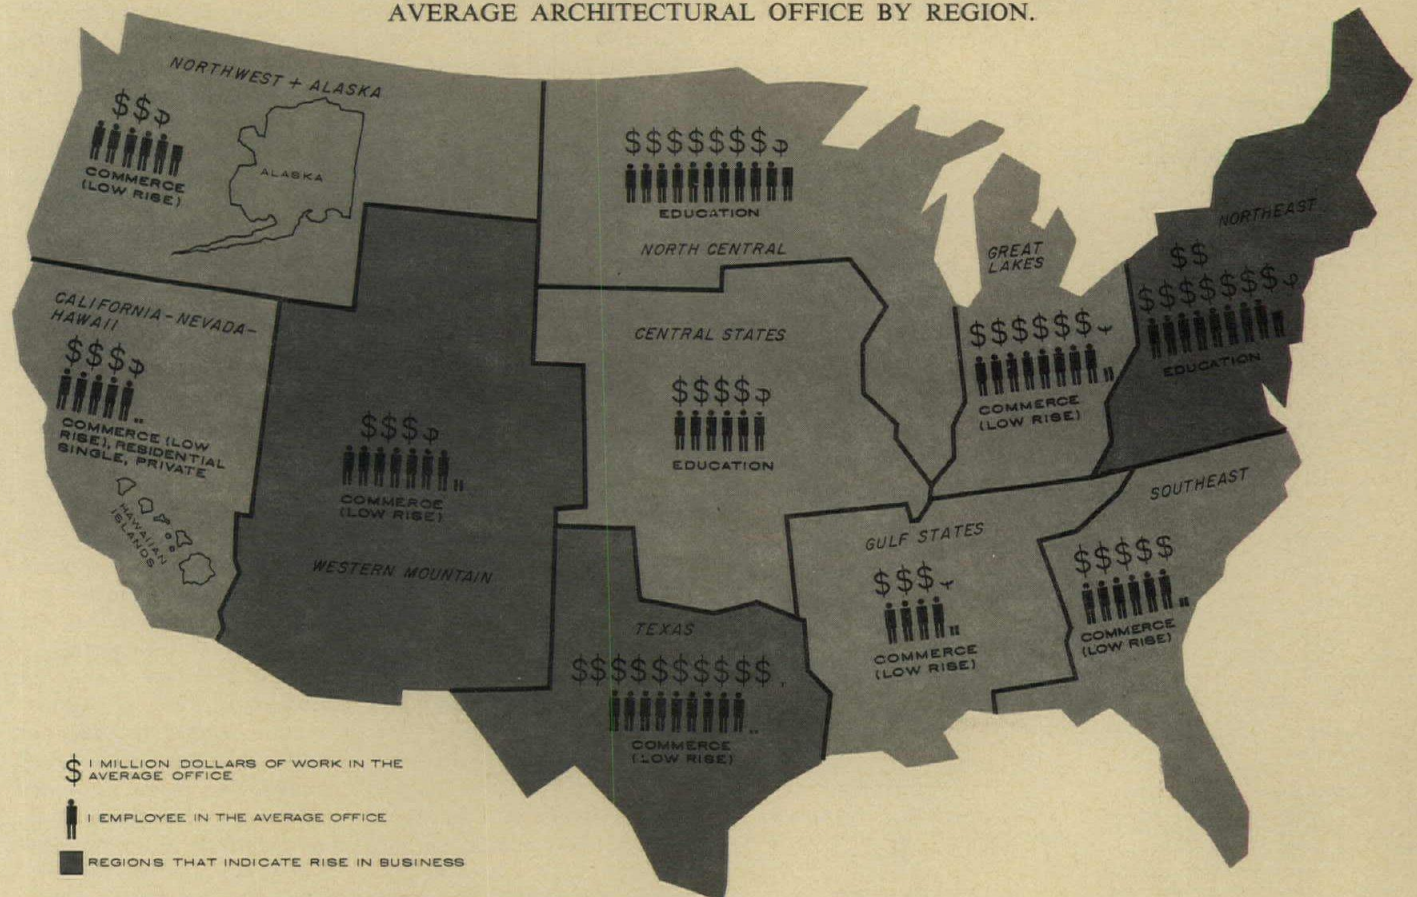 AVERAGE ARCHITECTURAL OFFICE BY REGION.
NORTHWEST + ALASKA
$$$
COMMERCE
(LOW RISE)
ALASKA
$$$$$$$$
EDUCATION
NORTH CENTRAL
GREAT
LAKES
$$$$$$$
COMMERCE
(LOW RISE)
NORTHEAST
$$
$$$$$$$$$
EDUCATION
CALIFORNIA-NEVADA-
HAWAII
$$$$
COMMERCE (LOW
RISE), RESIDENTIAL
SINGLE, PRIVATE
HAWAIIAN
ISLANDS
CENTRAL STATES
$$$$$
EDUCATION
$$$$
COMMERCE
(LOW RISE)
WESTERN MOUNTAIN
SOUTHEAST
$$$$$
COMMERCE
(LOW RISE)
GULF STATES
$$$$
COMMERCE
(LOW RISE)
TEXAS
$$$$$$$$$$
COMMERCE
(LOW RISE)
$ 1 MILLION DOLLARS OF WORK IN THE
AVERAGE OFFICE
1 EMPLOYEE IN THE AVERAGE OFFICE
REGIONS THAT INDICATE RISE IN BUSINESS